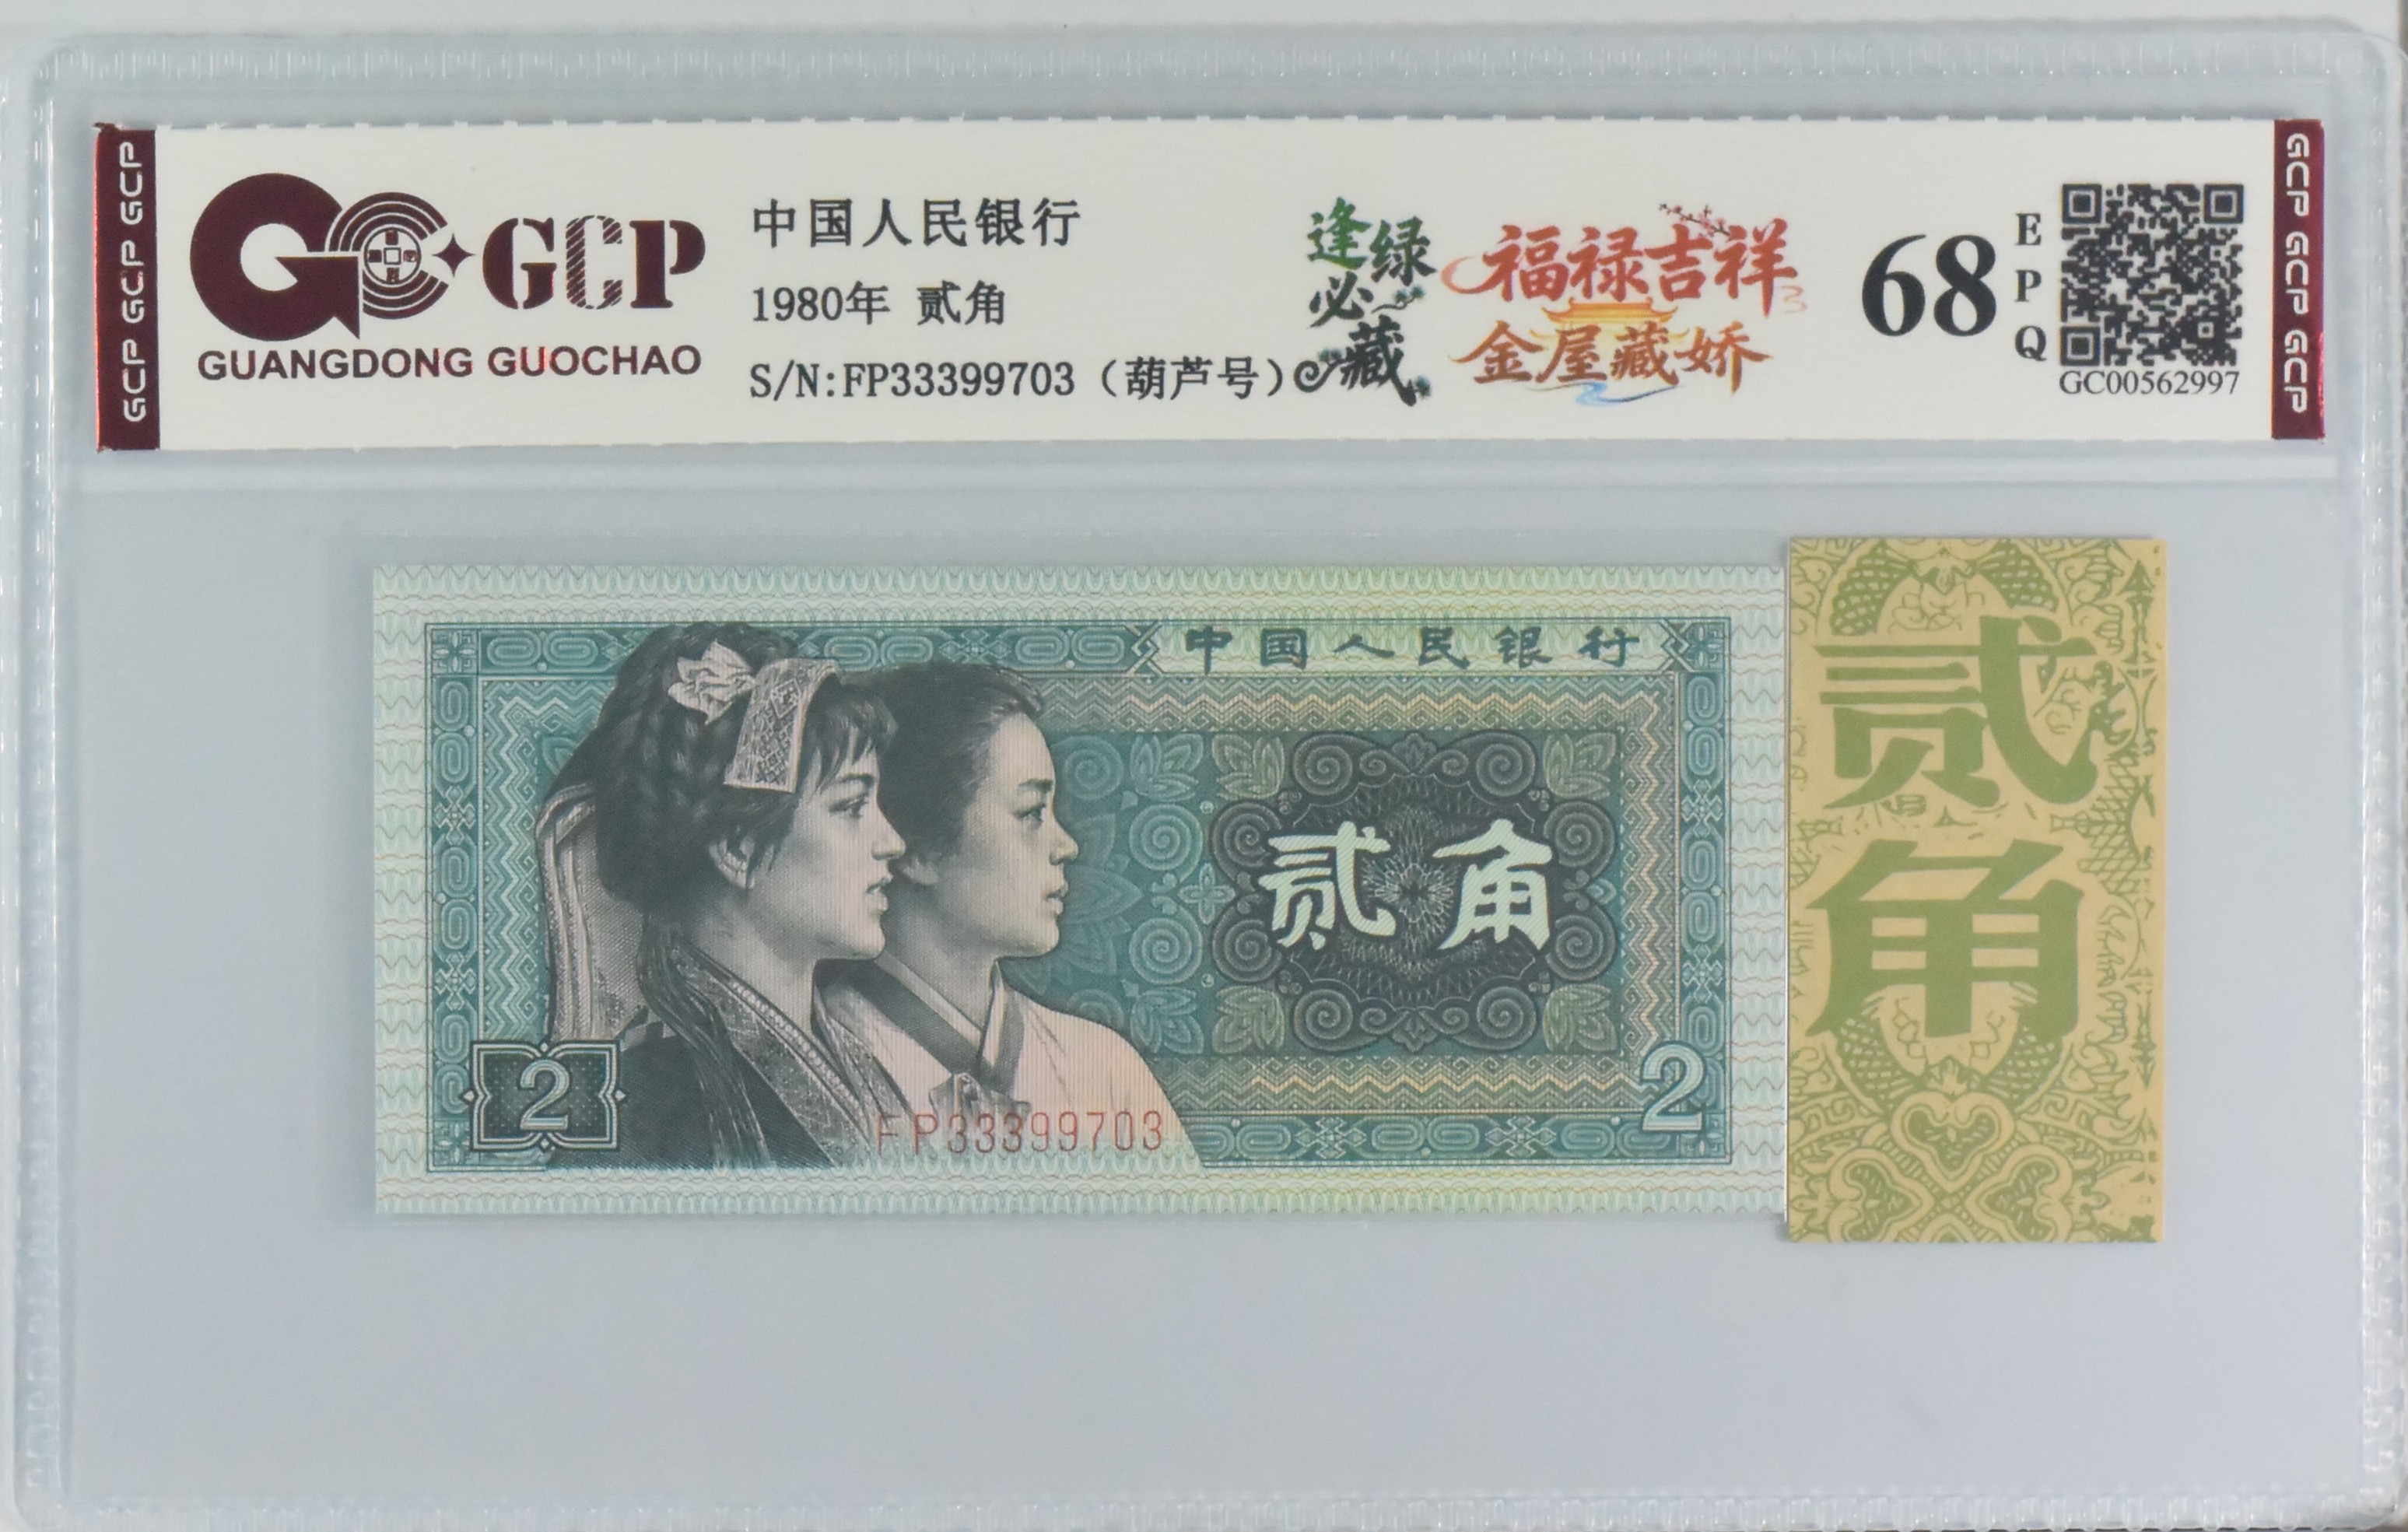 GCP GCP GCP
GCP
GUANGDONG GUOCHAO
中国人民银行
1980年 贰角
S/N:FP33399703（葫芦号）
逢绿
必藏
福禄吉祥
金屋藏娇
68
EPQ
GC00562997
GCP GCP GCP
中国人民银行
贰角
2
FP33399703
2
贰角